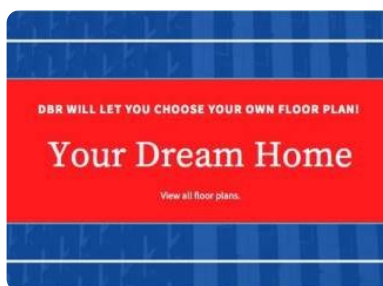 DBR WILL LET YOU CHOOSE YOUR OWN FLOOR PLAN!
Your Dream Home
View all floor plans.